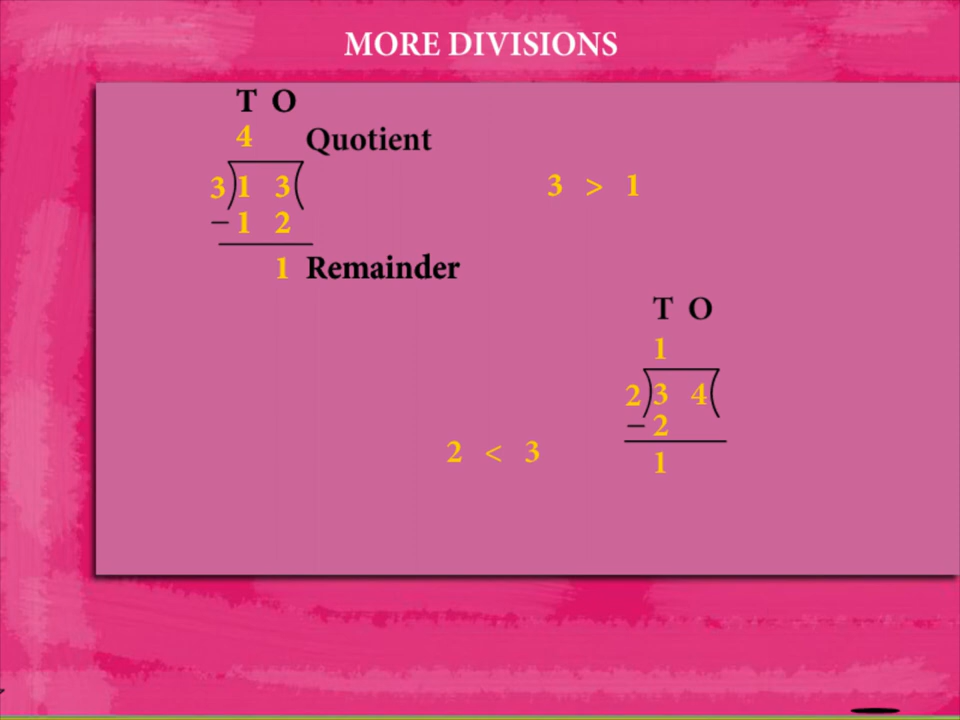 MORE DIVISIONS
T O
4 Quotient
3)1 3(
3 > 1
−1 2
1 Remainder
T O
1
2)3 4(
−2
2 < 3
1